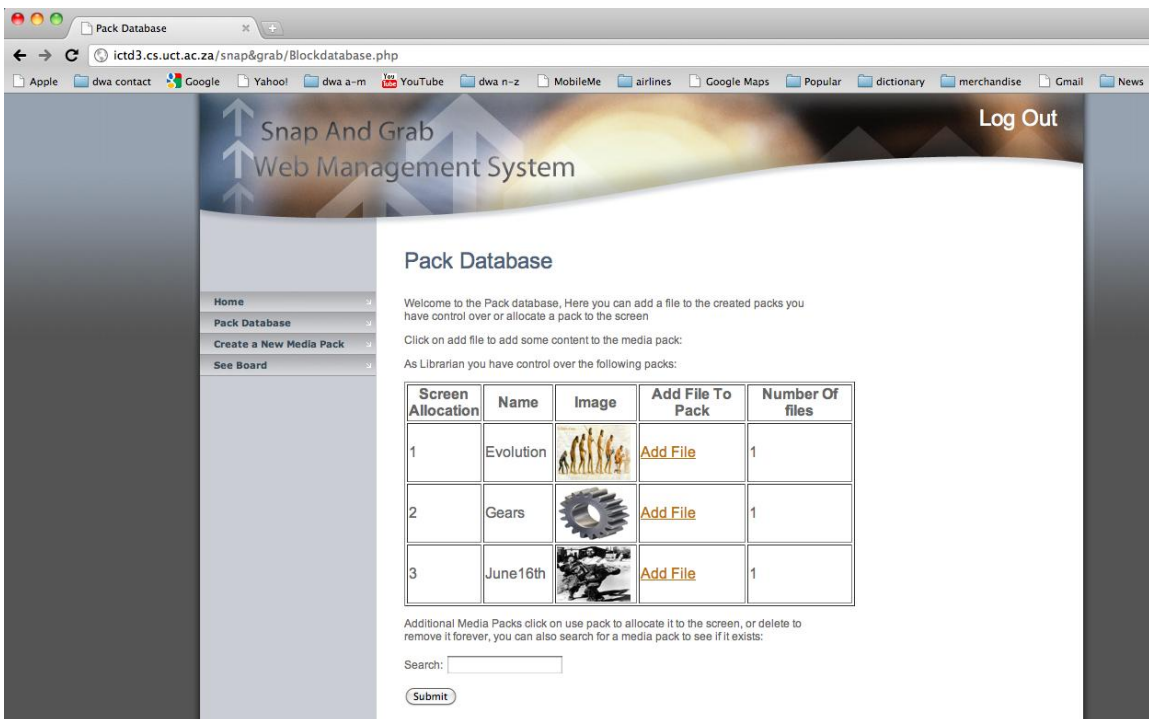 Pack Database
ictd3.cs.uct.ac.za/snap&grab/Blockdatabase.php
Apple dwa contact Google Yahoo! dwa a-m YouTube dwa n-z MobileMe airlines Google Maps Popular dictionary merchandise Gmail News
Log Out
Snap And Grab
Web Management System
Home
Pack Database
Create a New Media Pack
See Board
Pack Database
Welcome to the Pack database, Here you can add a file to the created packs you
have control over or allocate a pack to the screen
Click on add file to add some content to the media pack:
As Librarian you have control over the following packs:
Screen Allocation Name Image Add File To Pack Number Of files
1 Evolution Add File 1
2 Gears Add File 1
3 June16th Add File 1
Additional Media Packs click on use pack to allocate it to the screen, or delete to
remove it forever, you can also search for a media pack to see if it exists:
Search:
Submit